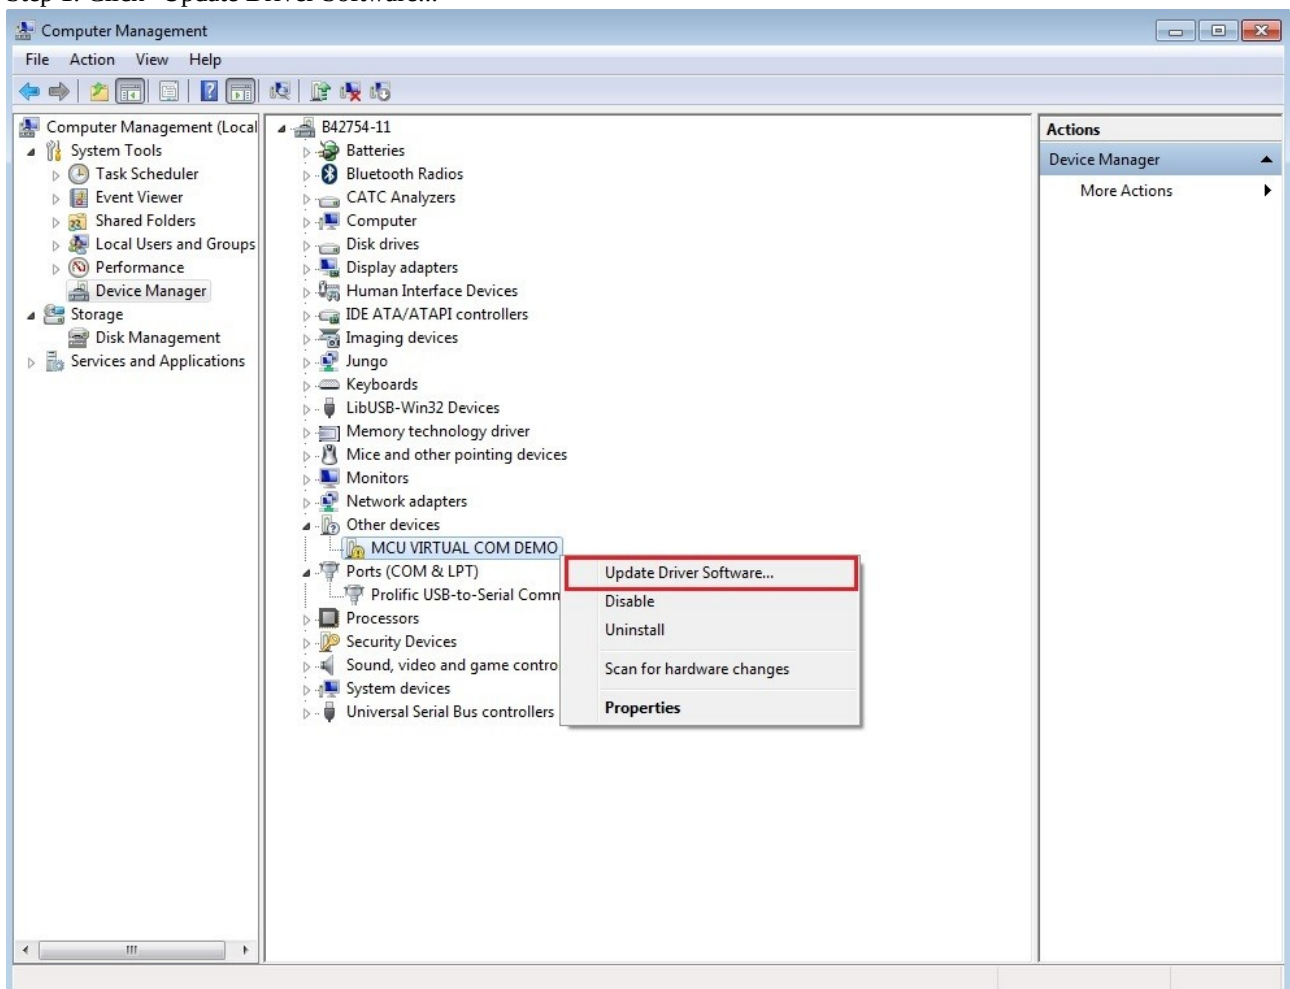 Computer Management
File Action View Help
Computer Management (Local
System Tools
Task Scheduler
Event Viewer
Shared Folders
Local Users and Groups
Performance
Device Manager
Storage
Disk Management
Services and Applications
B42754-11
Batteries
Bluetooth Radios
CATC Analyzers
Computer
Disk drives
Display adapters
Human Interface Devices
IDE ATA/ATAPI controllers
Imaging devices
Jungo
Keyboards
LibUSB-Win32 Devices
Memory technology driver
Mice and other pointing devices
Monitors
Network adapters
Other devices
MCU VIRTUAL COM DEMO
Ports (COM & LPT)
Prolific USB-to-Serial Comn
Processors
Security Devices
Sound, video and game contro
System devices
Universal Serial Bus controllers
Update Driver Software...
Disable
Uninstall
Scan for hardware changes
Properties
Actions
Device Manager
More Actions